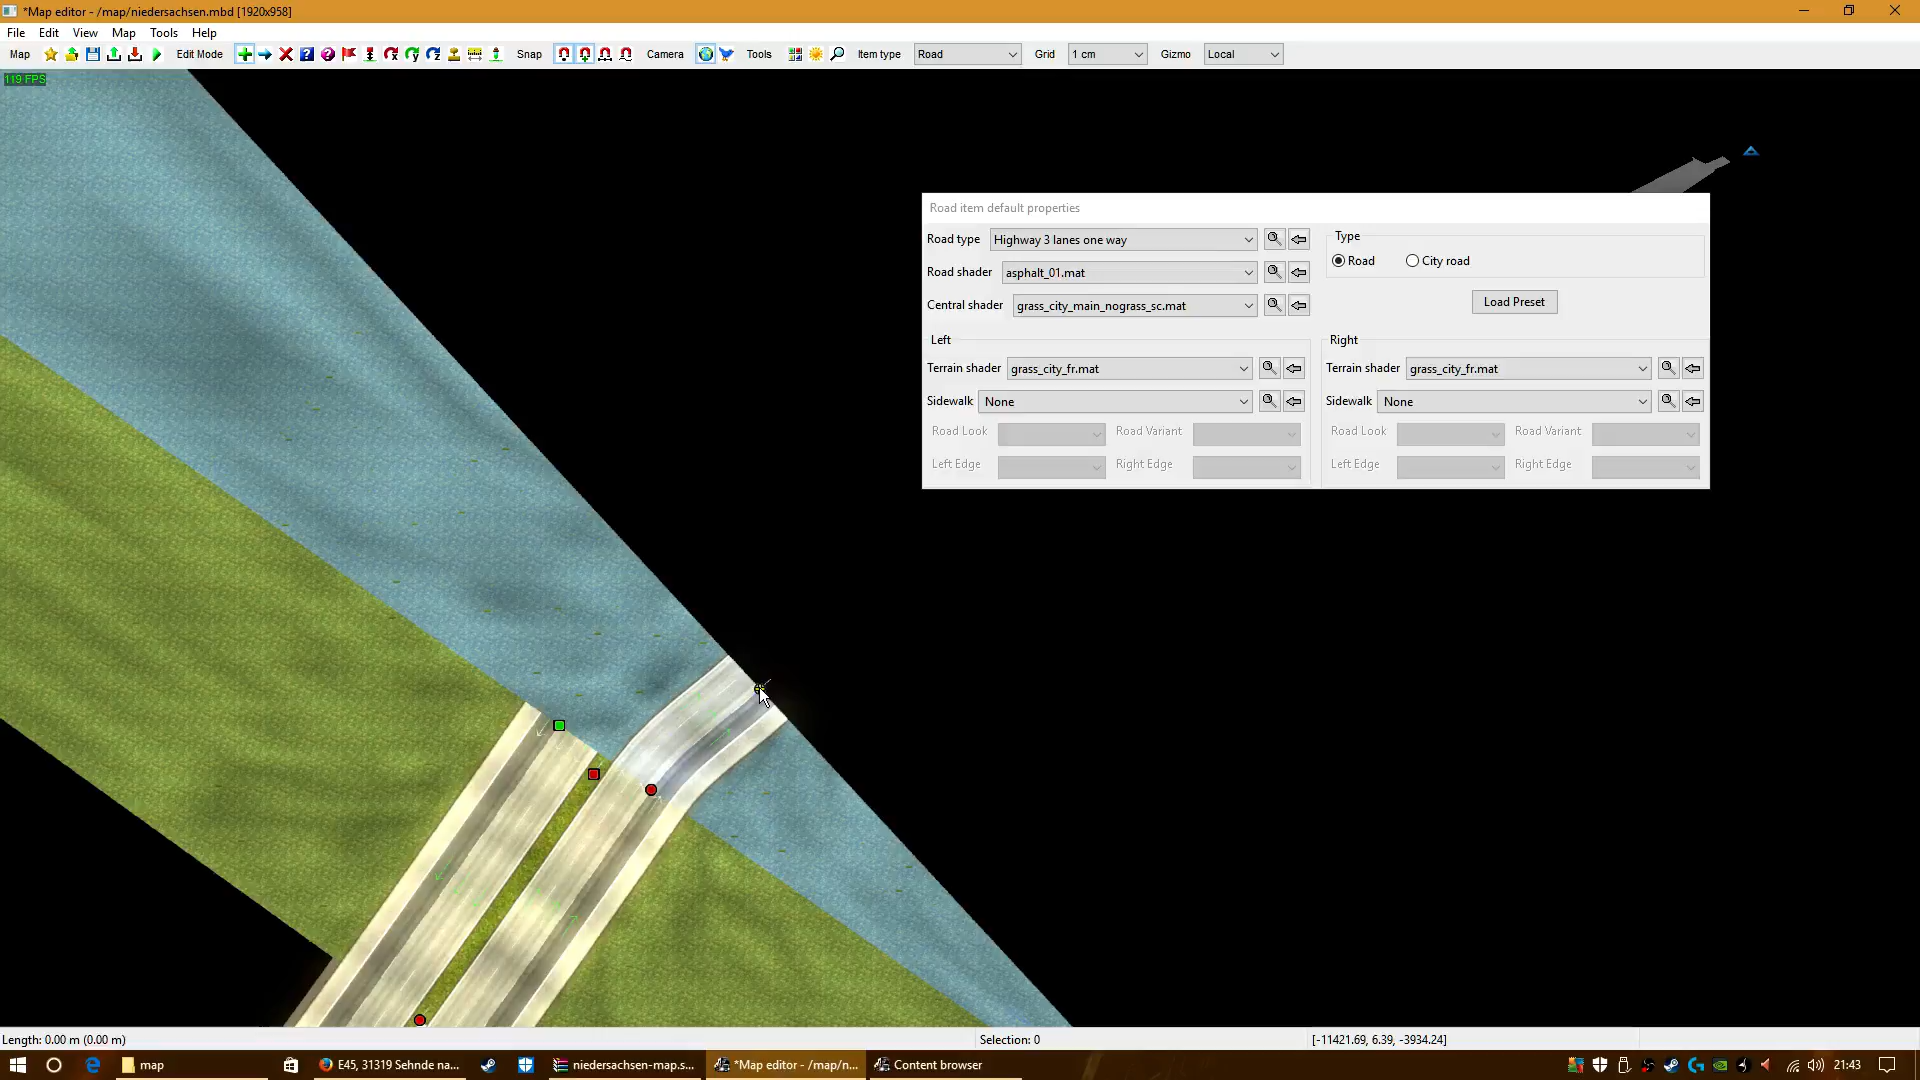 *Map editor - /map/niedersachsen.mbd [1920x958]
File Edit View Map Tools Help
Map Edit Mode Snap Camera Tools Item type Road Grid 1 cm Gizmo Local
119 FPS
Road item default properties
Road type Highway 3 lanes one way
Type
Road shader asphalt_01.mat
Road City road
Central shader grass_city_main_nograss_sc.mat
Load Preset
Left Right
Terrain shader grass_city_fr.mat Terrain shader grass_city_fr.mat
Sidewalk None Sidewalk None
Road Look Road Variant Road Look Road Variant
Left Edge Right Edge Left Edge Right Edge
Length: 0.00 m (0.00 m) Selection: 0 [-11421.69, 6.39, -3934.24]
map E45, 31319 Sehnde na... niedersachsen-map.s... *Map editor - /map/n... Content browser 21:43